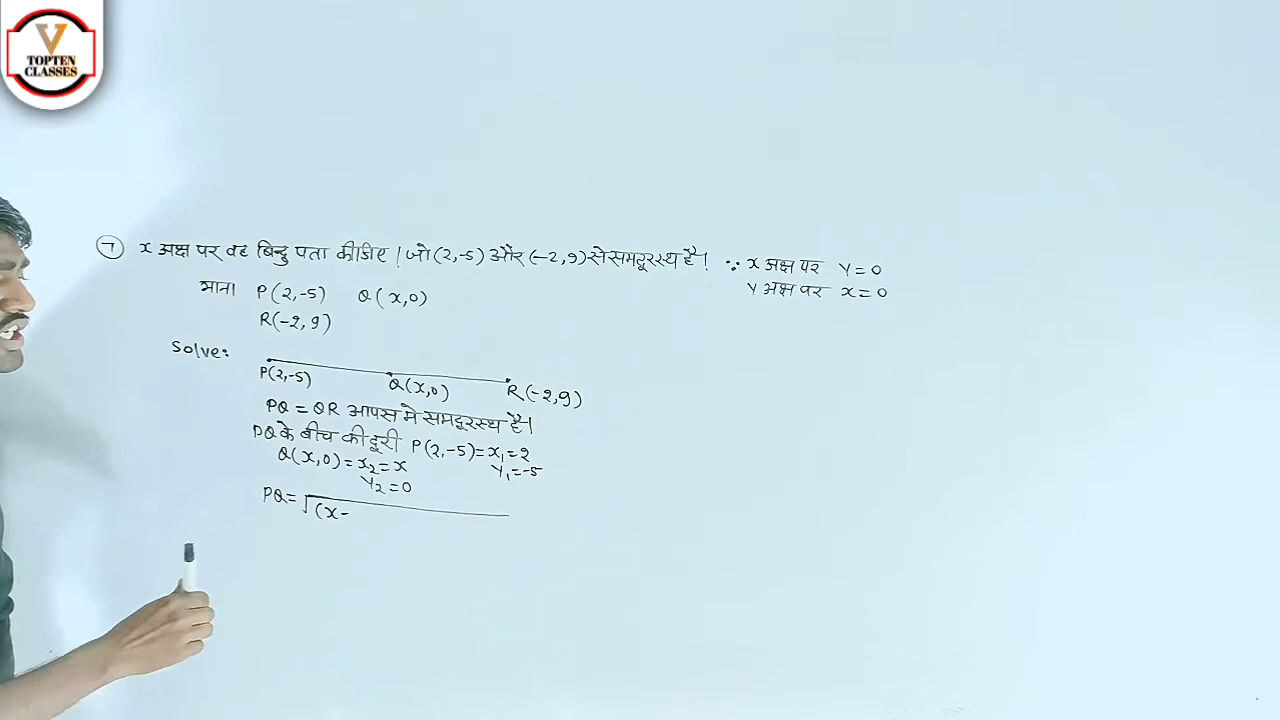 V
TOPTEN
CLASSES
7 x अक्ष पर वह बिन्दु पता कीजिए। जो (2,-5) और (-2,9) से समदूरस्थ है। ∵ x अक्ष पर Y=0
Y अक्ष पर x=0
माना P(2,-5) Q(x,0)
R(-2,9)
Solve:
P(2,-5) Q(x,0) R(-2,9)
PQ = QR आपस मे समदूरस्थ है।
PQ के बीच की दूरी P(2,-5)=x₁=2
Y₁=-5
Q(x,0)=x₂=x
Y₂=0
PQ=√(x-